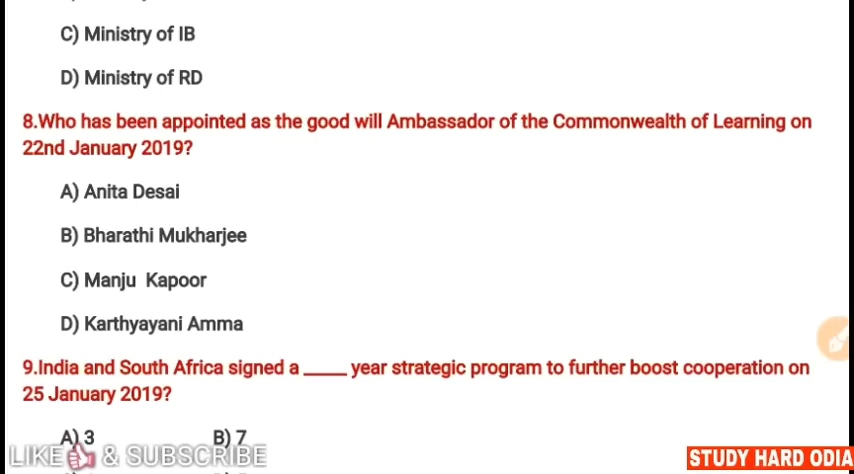 C) Ministry of IB
D) Ministry of RD
8.Who has been appointed as the good will Ambassador of the Commonwealth of Learning on
22nd January 2019?
A) Anita Desai
B) Bharathi Mukharjee
C) Manju Kapoor
D) Karthyayani Amma
9.India and South Africa signed a _____ year strategic program to further boost cooperation on
25 January 2019?
A) 3 B) 7
LIKE & SUBSCRIBE
STUDY HARD ODIA